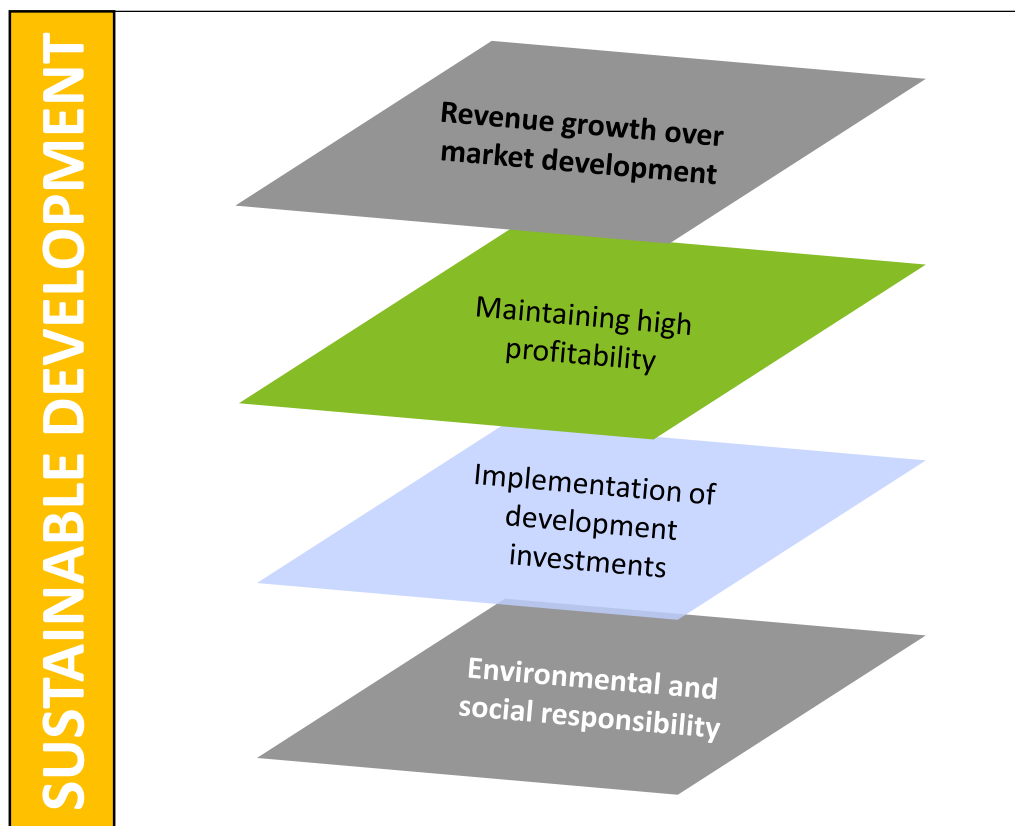 SUSTAINABLE DEVELOPMENT
Revenue growth over
market development
Maintaining high
profitability
Implementation of
development
investments
Environmental and
social responsibility